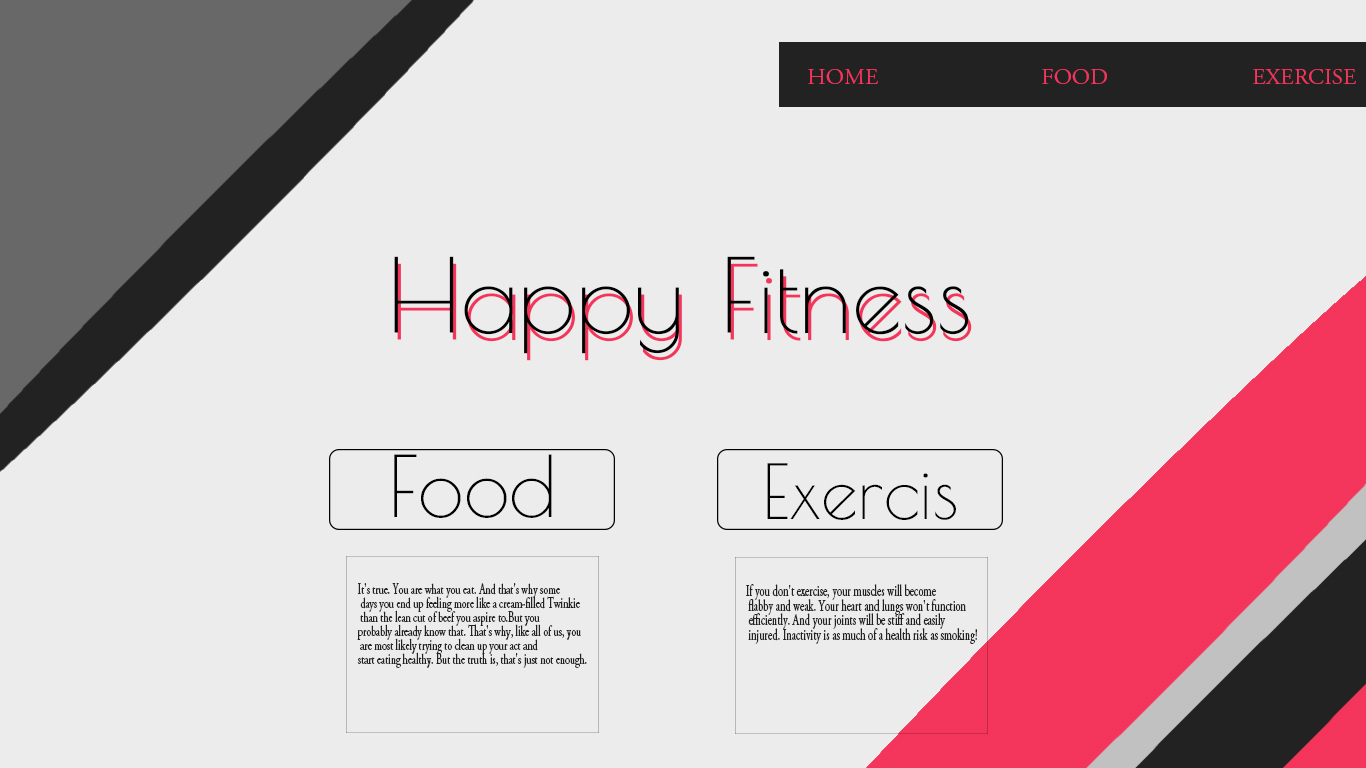 HOME FOOD EXERCISE
Happy Fitness
Food
Exercis
It's true. You are what you eat. And that's why some
days you end up feeling more like a cream-filled Twinkie
than the lean cut of beef you aspire to.But you
probably already know that. That's why, like all of us, you
are most likely trying to clean up your act and
start eating healthy. But the truth is, that's just not enough.
If you don't exercise, your muscles will become
flabby and weak. Your heart and lungs won't function
efficiently. And your joints will be stiff and easily
injured. Inactivity is as much of a health risk as smoking!